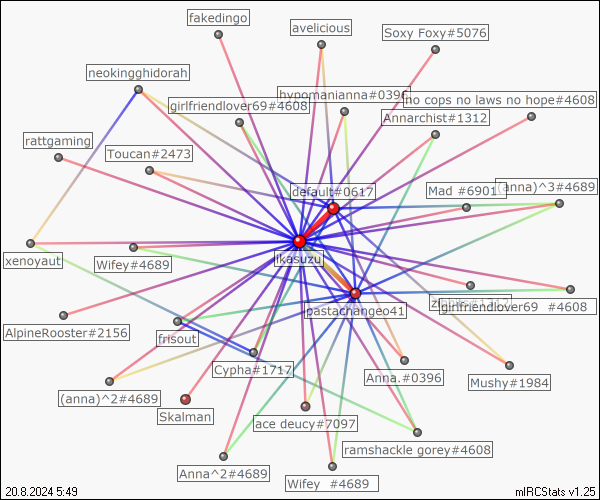 fakedingo
avelicious
Soxy Foxy#5076
neokingghidorah
hypomanianna#0396
no cops no laws no hope#4608
girlfriendlover69#4608
Annarchist#1312
rattgaming
Toucan#2473
default#0617
Mad #6901
(anna)^3#4689
xenoyaut
Wifey#4689
ikasuzu
girlfriendlover69 #4608
pastachangeo41
AlpineRooster#2156
frisout
Cypha#1717
Anna.#0396
Mushy#1984
(anna)^2#4689
Skalman
ace deucy#7097
ramshackle gorey#4608
Anna^2#4689
Wifey #4689
20.8.2024 5:49
mIRCStats v1.25